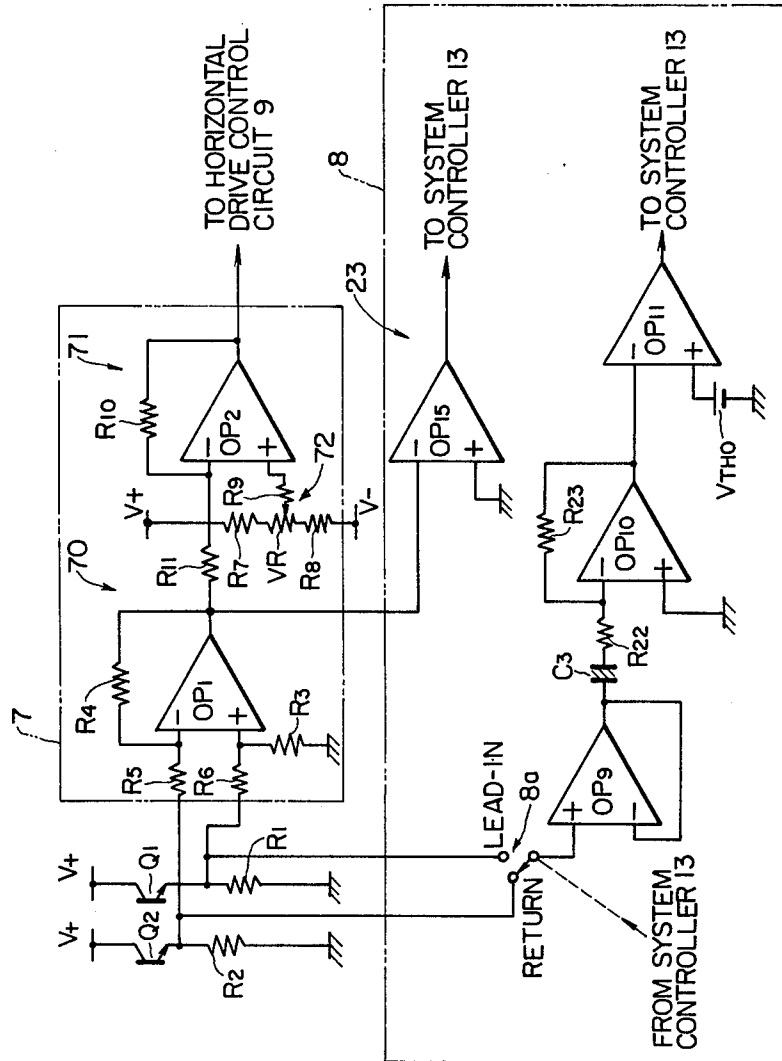 TO HORIZONTAL
DRIVE CONTROL
CIRCUIT 9
7
70
71
V+
V+
Q2
Q1
R2
R1
R5
R6
R4
OP1
−
+
R3
R11
V+
R7
VR
R8
R9
72
V-
R10
OP2
−
+
8
23
OP15
−
+
TO SYSTEM
CONTROLLER 13
LEAD-IN
RETURN
8a
FROM SYSTEM
CONTROLLER 13
OP9
+
−
C3
R22
R23
OP10
−
+
OP11
−
+
VTH0
TO SYSTEM
CONTROLLER 13